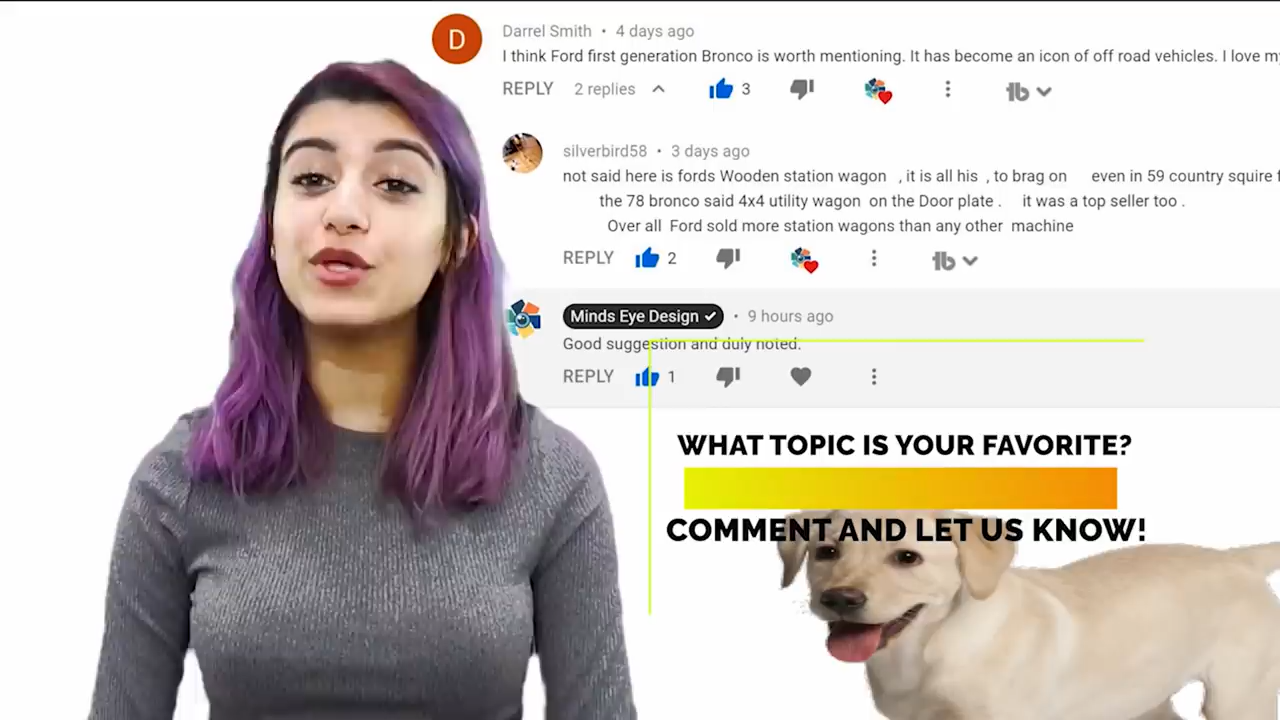 D
Darrel Smith • 4 days ago
I think Ford first generation Bronco is worth mentioning. It has become an icon of off road vehicles. I love my
REPLY 2 replies 3
silverbird58 • 3 days ago
not said here is fords Wooden station wagon , it is all his , to brag on even in 59 country squire f
the 78 bronco said 4x4 utility wagon on the Door plate . it was a top seller too .
Over all Ford sold more station wagons than any other machine
REPLY 2
Minds Eye Design • 9 hours ago
Good suggestion and duly noted.
REPLY 1
WHAT TOPIC IS YOUR FAVORITE?
COMMENT AND LET US KNOW!